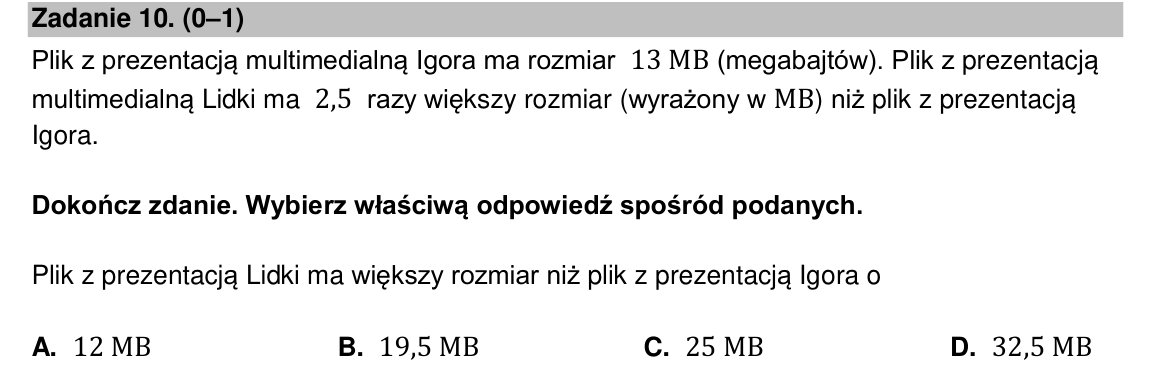 Zadanie 10. (0–1)
Plik z prezentacją multimedialną Igora ma rozmiar 13 MB (megabajtów). Plik z prezentacją
multimedialną Lidki ma 2,5 razy większy rozmiar (wyrażony w MB) niż plik z prezentacją
Igora.
Dokończ zdanie. Wybierz właściwą odpowiedź spośród podanych.
Plik z prezentacją Lidki ma większy rozmiar niż plik z prezentacją Igora o
A. 12 MB B. 19,5 MB C. 25 MB D. 32,5 MB